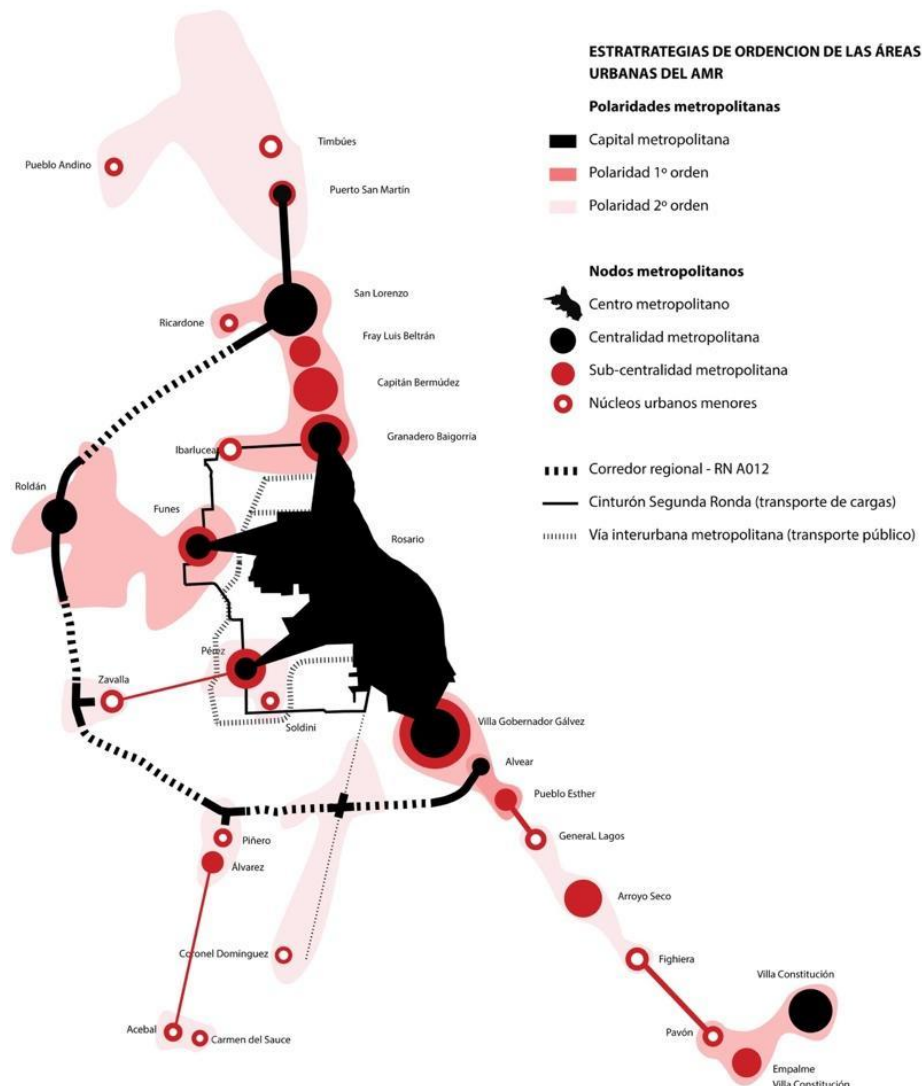 ESTRATRATEGIAS DE ORDENCION DE LAS ÁREAS
URBANAS DEL AMR
Polaridades metropolitanas
Capital metropolitana
Polaridad 1º orden
Polaridad 2º orden
Nodos metropolitanos
Centro metropolitano
Centralidad metropolitana
Sub-centralidad metropolitana
Núcleos urbanos menores
Corredor regional - RN A012
Cinturón Segunda Ronda (transporte de cargas)
Vía interurbana metropolitana (transporte público)
Timbúes
Pueblo Andino
Puerto San Martín
San Lorenzo
Ricardone
Fray Luis Beltrán
Capitán Bermúdez
Granadero Baigorria
Ibarlucea
Roldán
Funes
Rosario
Pérez
Zavalla
Soldini
Villa Gobernador Gálvez
Alvear
Pueblo Esther
GeneraL Lagos
Piñero
Álvarez
Arroyo Seco
Coronel Domínguez
Fighiera
Villa Constitución
Acebal
Carmen del Sauce
Pavón
Empalme
Villa Constitución